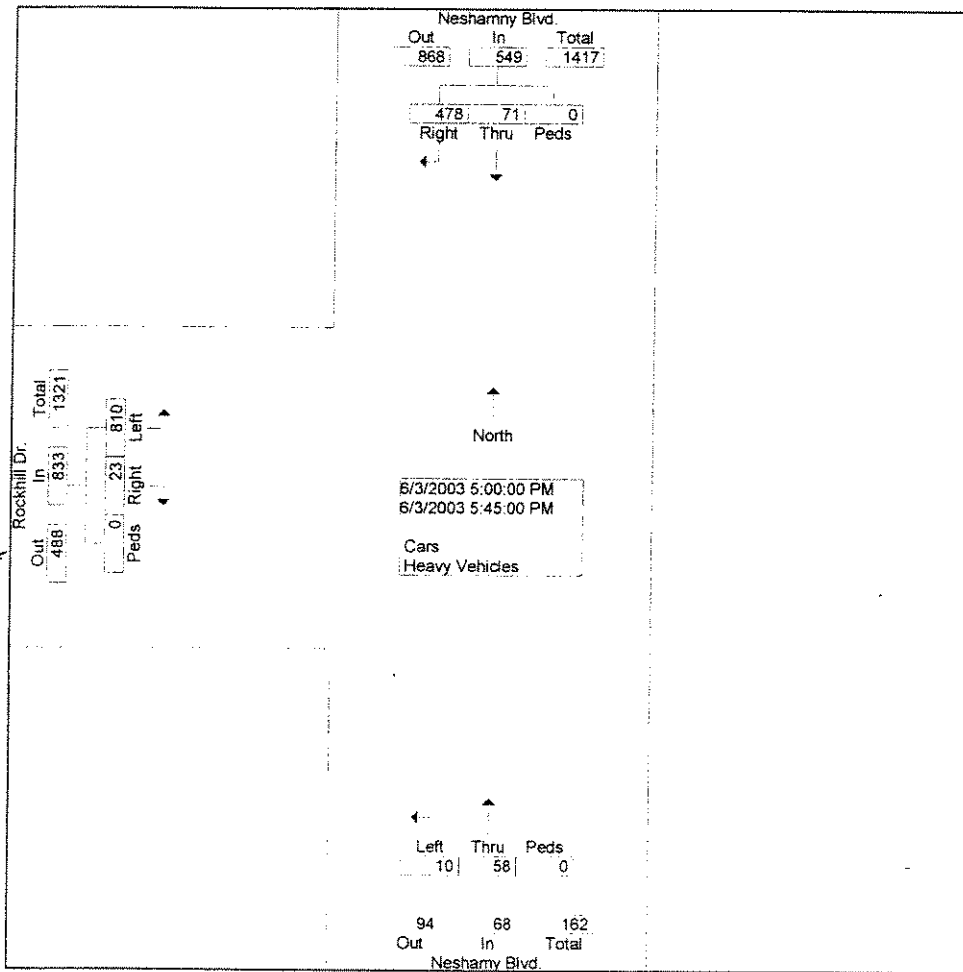 Neshamny Blvd.
Out In Total
868 549 1417
478 71 0
Right Thru Peds
Rockhill Dr.
Out In Total
488 833 1321
0 23 810
Peds Right Left
North
6/3/2003 5:00:00 PM
6/3/2003 5:45:00 PM
Cars
Heavy Vehicles
Left Thru Peds
10 58 0
94 68 162
Out In Total
Neshamy Blvd.